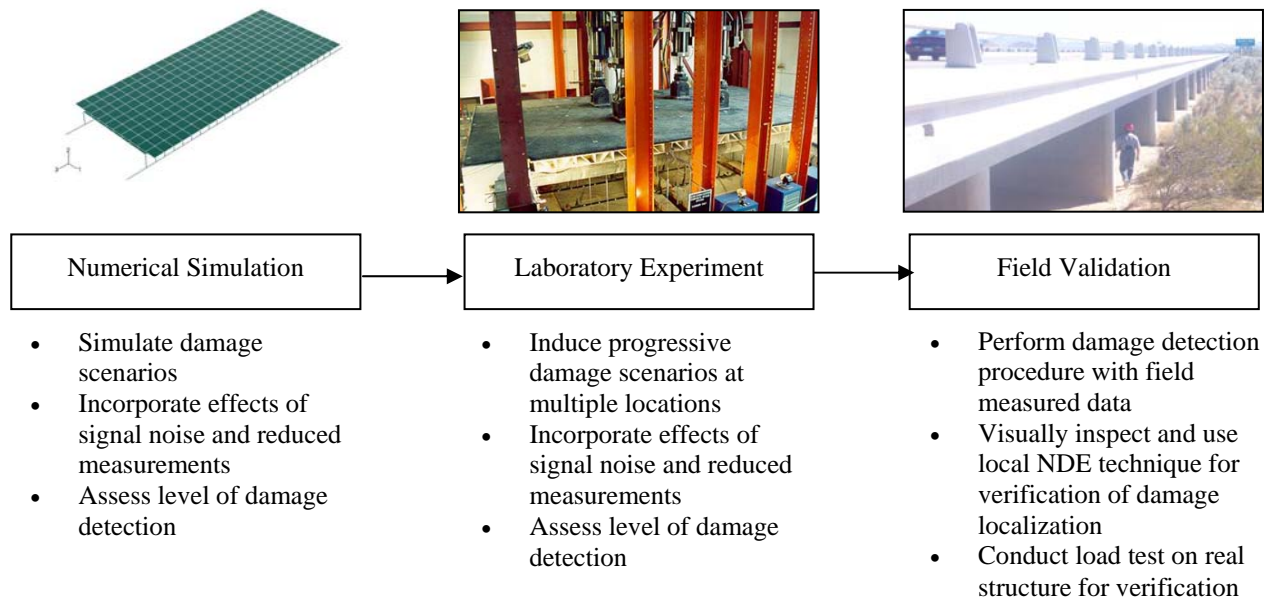 Numerical Simulation
Laboratory Experiment
Field Validation
• Simulate damage
scenarios
• Incorporate effects of
signal noise and reduced
measurements
• Assess level of damage
detection
• Induce progressive
damage scenarios at
multiple locations
• Incorporate effects of
signal noise and reduced
measurements
• Assess level of damage
detection
• Perform damage detection
procedure with field
measured data
• Visually inspect and use
local NDE technique for
verification of damage
localization
• Conduct load test on real
structure for verification